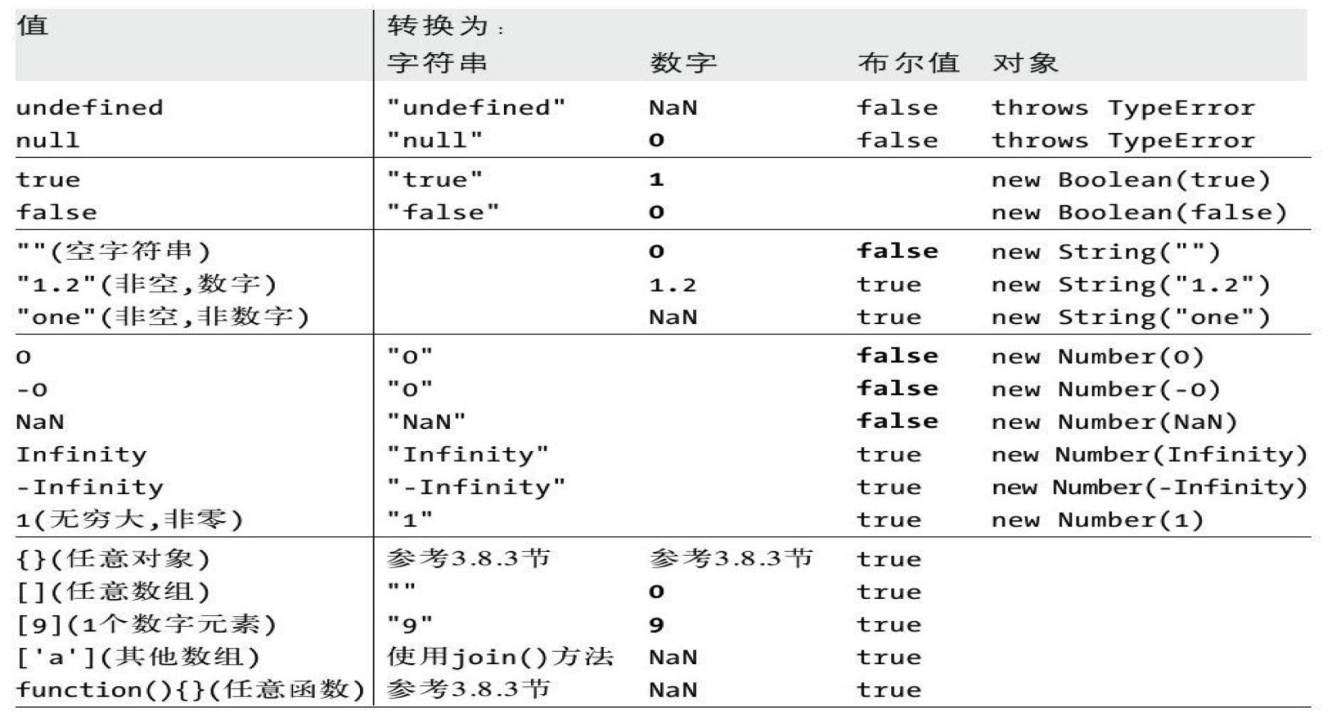 值 转换为：
字符串 数字 布尔值 对象
undefined "undefined" NaN false throws TypeError
null "null" 0 false throws TypeError
true "true" 1 new Boolean(true)
false "false" 0 new Boolean(false)
""(空字符串) 0 false new String("")
"1.2"(非空,数字) 1.2 true new String("1.2")
"one"(非空,非数字) NaN true new String("one")
0 "0" false new Number(0)
-0 "0" false new Number(-0)
NaN "NaN" false new Number(NaN)
Infinity "Infinity" true new Number(Infinity)
-Infinity "-Infinity" true new Number(-Infinity)
1(无穷大,非零) "1" true new Number(1)
{}(任意对象) 参考3.8.3节 参考3.8.3节 true
[](任意数组) "" 0 true
[9](1个数字元素) "9" 9 true
['a'](其他数组) 使用join()方法 NaN true
function(){}(任意函数) 参考3.8.3节 NaN true